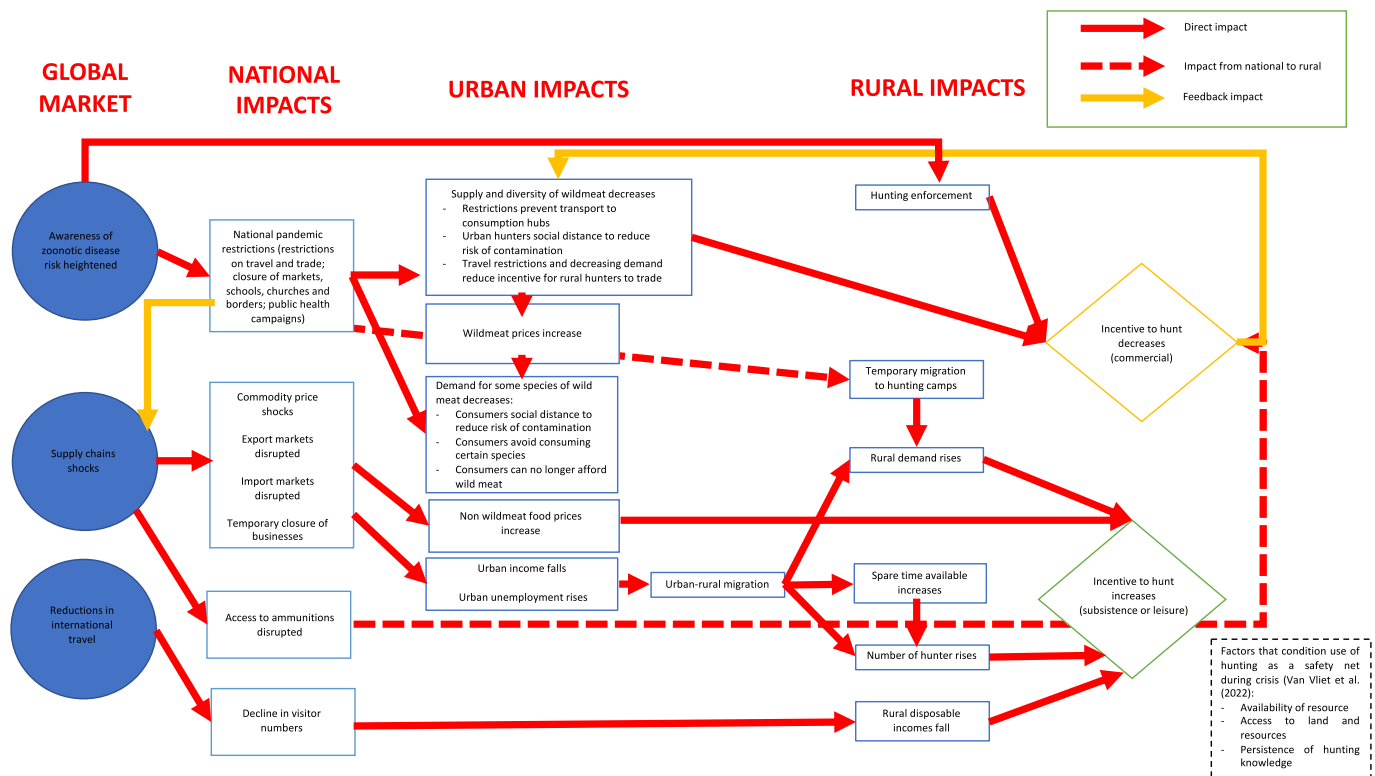 GLOBAL
MARKET
NATIONAL
IMPACTS
URBAN IMPACTS
RURAL IMPACTS
Direct impact
Impact from national to rural
Feedback impact
Awareness of
zoonotic disease
risk heightened
National pandemic
restrictions (restrictions
on travel and trade;
closure of markets,
schools, churches and
borders; public health
campaigns)
Supply and diversity of wildmeat decreases
- Restrictions prevent transport to
consumption hubs
- Urban hunters social distance to reduce
risk of contamination
- Travel restrictions and decreasing demand
reduce incentive for rural hunters to trade
Hunting enforcement
Wildmeat prices increase
Incentive to hunt
decreases
(commercial)
Temporary migration
to hunting camps
Demand for some species of wild
meat decreases:
- Consumers social distance to
reduce risk of contamination
- Consumers avoid consuming
certain species
- Consumers can no longer afford
wild meat
Supply chains
shocks
Commodity price
shocks
Export markets
disrupted
Import markets
disrupted
Temporary closure of
businesses
Rural demand rises
Non wildmeat food prices
increase
Urban income falls
Urban unemployment rises
Urban-rural migration
Spare time available
increases
Incentive to hunt
increases
(subsistence or leisure)
Reductions in
international
travel
Access to ammunitions
disrupted
Number of hunter rises
Decline in visitor
numbers
Rural disposable
incomes fall
Factors that condition use of
hunting as a safety net
during crisis (Van Vliet et al.
(2022):
- Availability of resource
- Access to land and
resources
- Persistence of hunting
knowledge